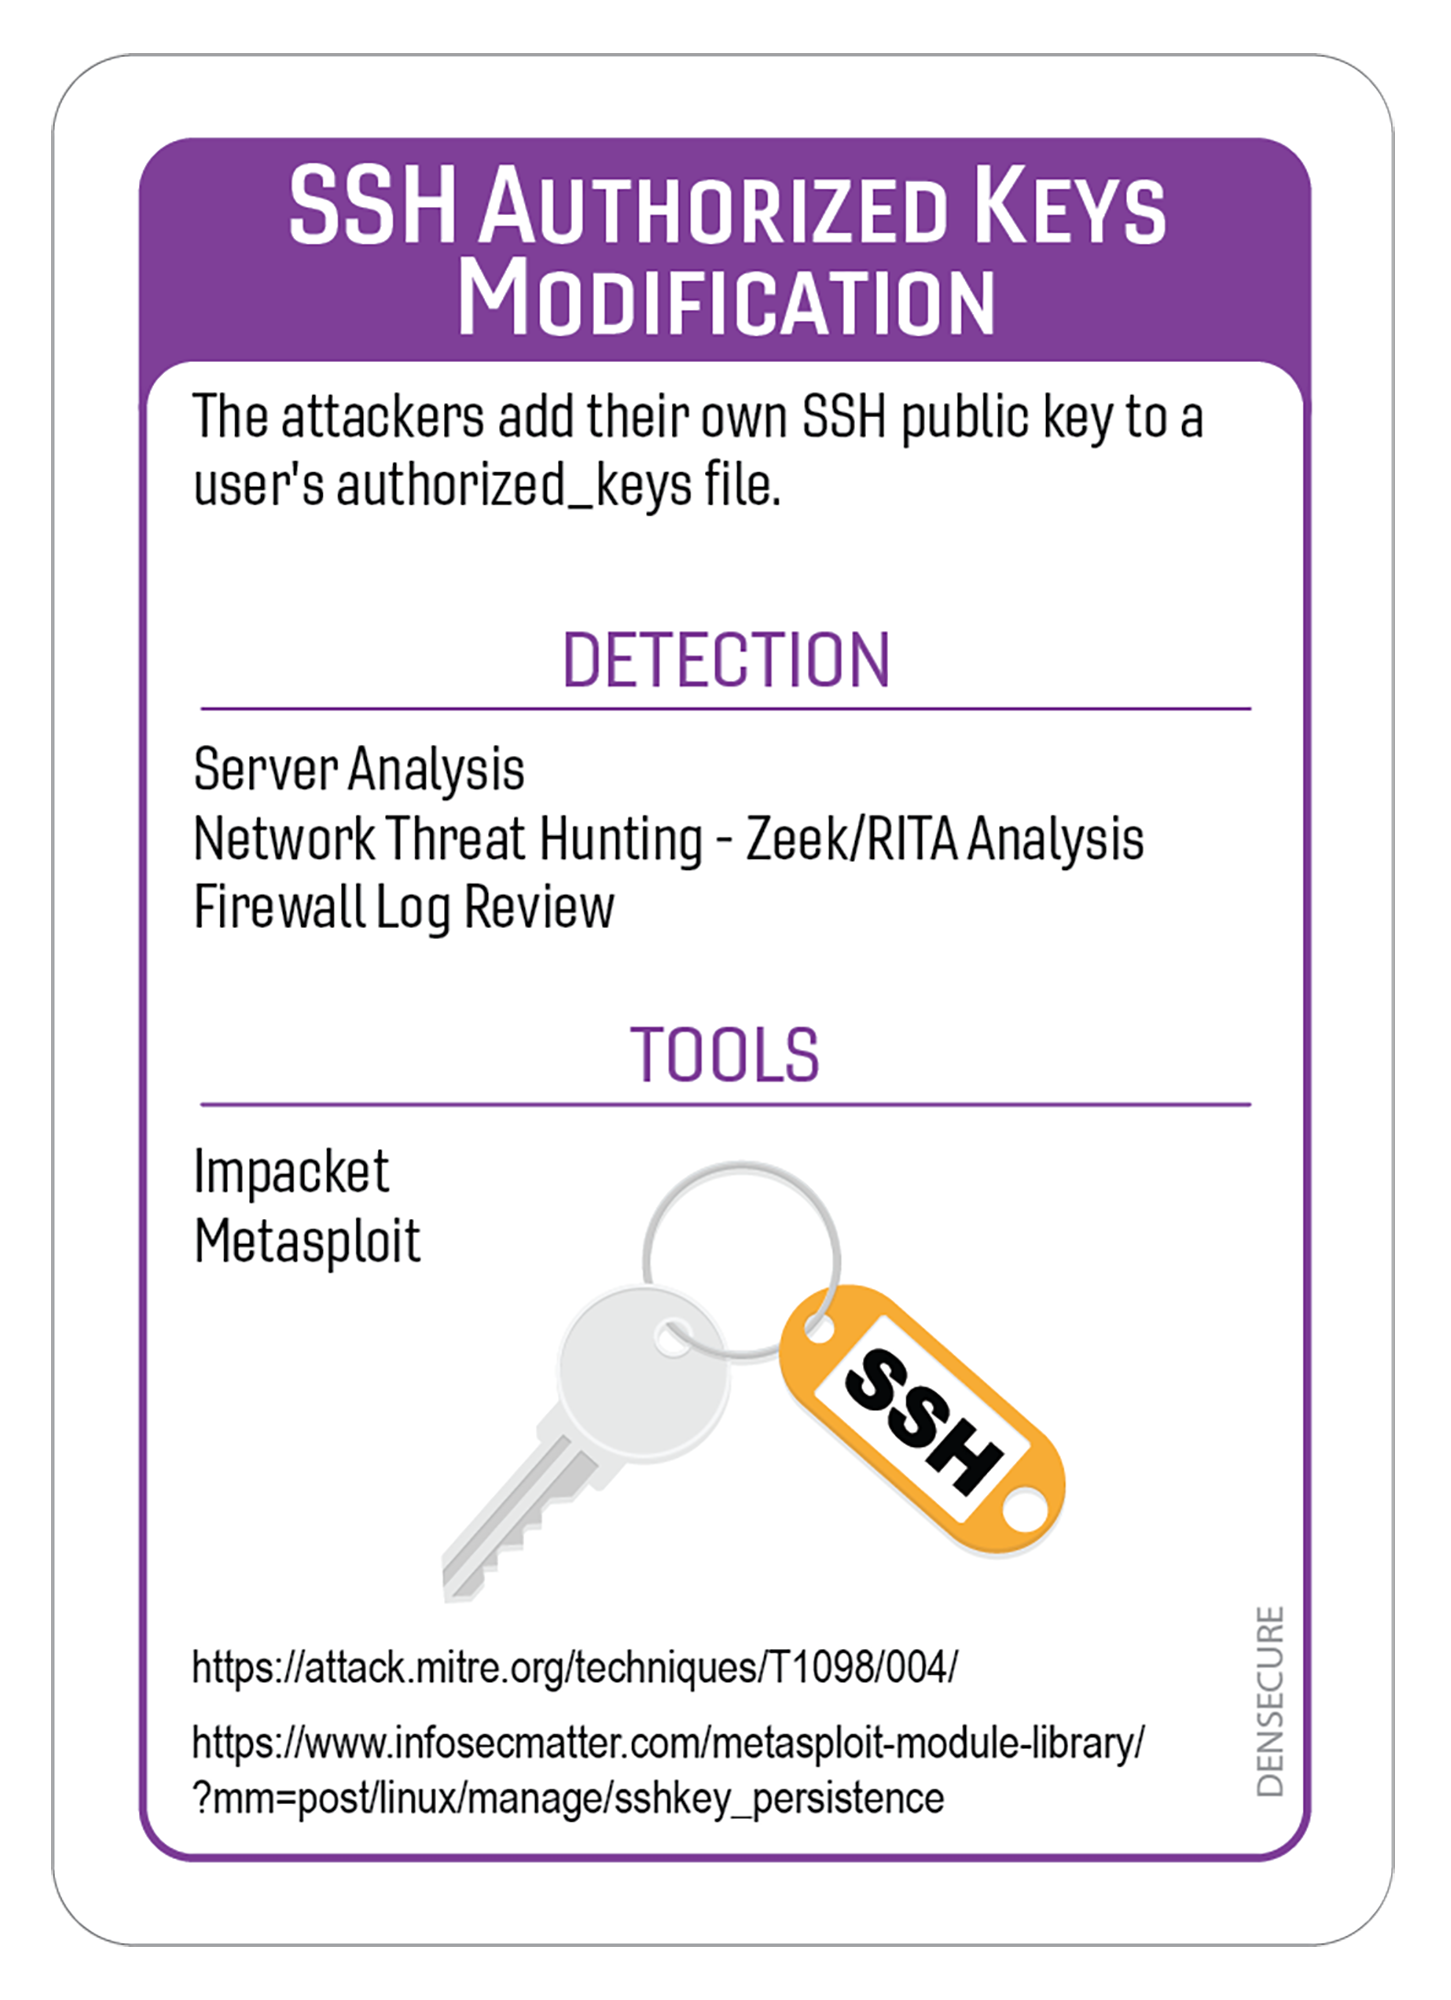 SSH AUTHORIZED KEYS
MODIFICATION
The attackers add their own SSH public key to a
user's authorized_keys file.
DETECTION
Server Analysis
Network Threat Hunting - Zeek/RITA Analysis
Firewall Log Review
TOOLS
Impacket
Metasploit
SSH
https://attack.mitre.org/techniques/T1098/004/
https://www.infosecmatter.com/metasploit-module-library/
?mm=post/linux/manage/sshkey_persistence
DENSECURE